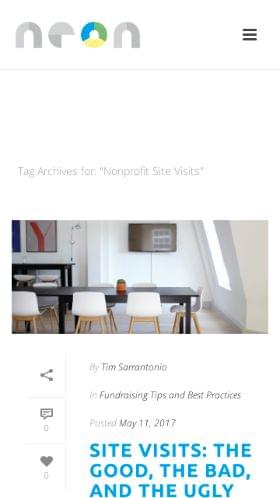 neon
Tag Archives for: "Nonprofit Site Visits"
By Tim Sarrantonio
In Fundraising Tips and Best Practices
0
Posted May 11, 2017
0
SITE VISITS: THE
GOOD, THE BAD,
AND THE UGLY